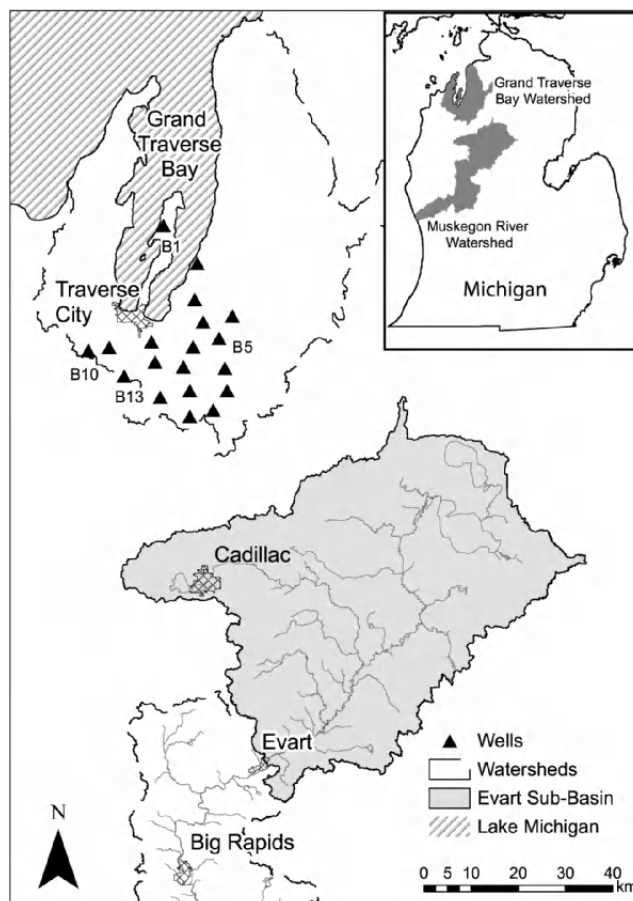 Grand
Traverse
Bay
B1
Traverse
City
B5
B10
B13
Grand Traverse
Bay Watershed
Muskegon River
Watershed
Michigan
Cadillac
Evart
Big Rapids
N
Wells
Watersheds
Evart Sub-Basin
Lake Michigan
0 5 10 20 30 40
km